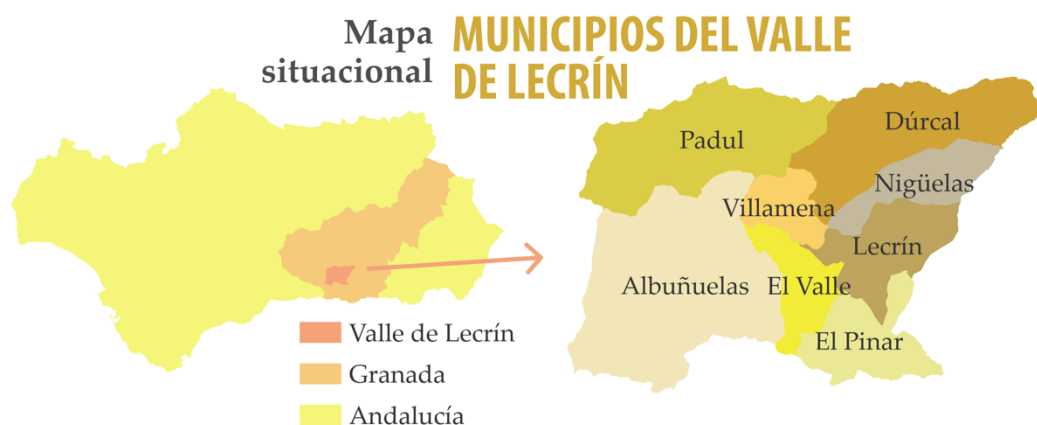 Mapa
situacional
MUNICIPIOS DEL VALLE
DE LECRÍN
Padul
Dúrcal
Nigüelas
Villamena
Lecrín
Albuñuelas
El Valle
El Pinar
Valle de Lecrín
Granada
Andalucía